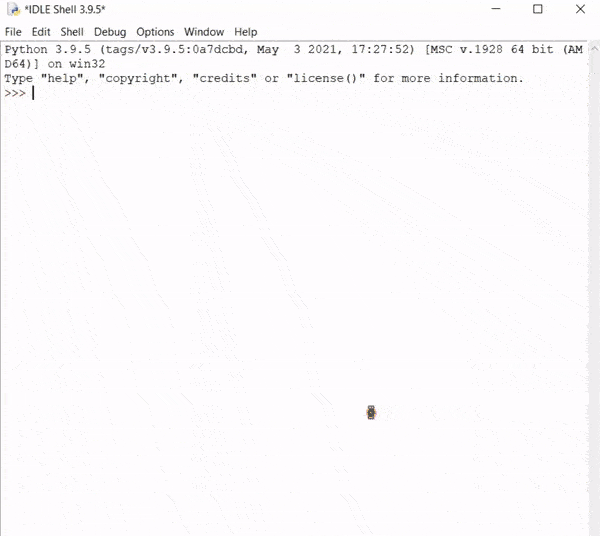 *IDLE Shell 3.9.5*
File Edit Shell Debug Options Window Help
Python 3.9.5 (tags/v3.9.5:0a7dcbd, May  3 2021, 17:27:52) [MSC v.1928 64 bit (AM
D64)] on win32
Type "help", "copyright", "credits" or "license()" for more information.
>>>